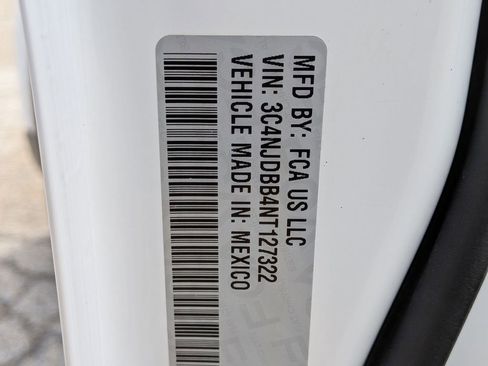 MFD BY: FCA US LLC
VIN: 3C4NJDBB4NT127322
VEHICLE MADE IN: MEXICO